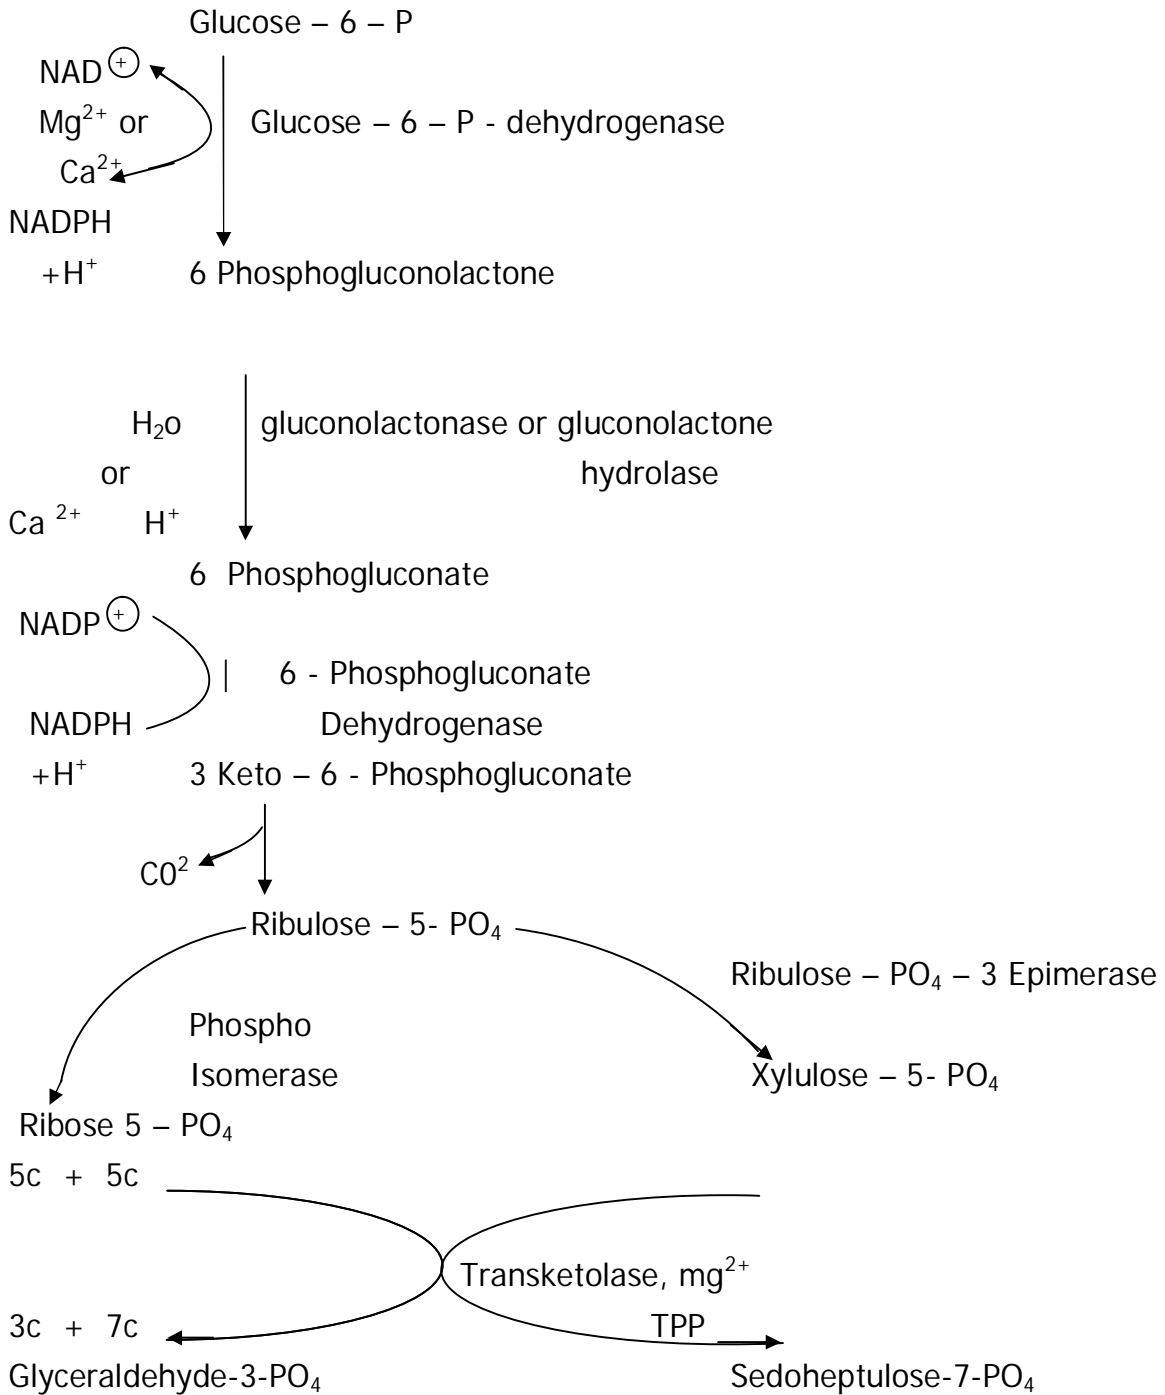 Glucose – 6 – P
NAD⊕
Mg²⁺ or Glucose – 6 – P - dehydrogenase
Ca²⁺
NADPH
+H⁺ 6 Phosphogluconolactone
H₂o gluconolactonase or gluconolactone
or hydrolase
Ca ²⁺ H⁺
6 Phosphogluconate
NADP⊕
| 6 - Phosphogluconate
NADPH Dehydrogenase
+H⁺ 3 Keto – 6 - Phosphogluconate
C0²
Ribulose – 5- PO₄
Ribulose – PO₄ – 3 Epimerase
Phospho
Isomerase Xylulose – 5- PO₄
Ribose 5 – PO₄
5c + 5c
Transketolase, mg²⁺
3c + 7c TPP
Glyceraldehyde-3-PO₄ Sedoheptulose-7-PO₄